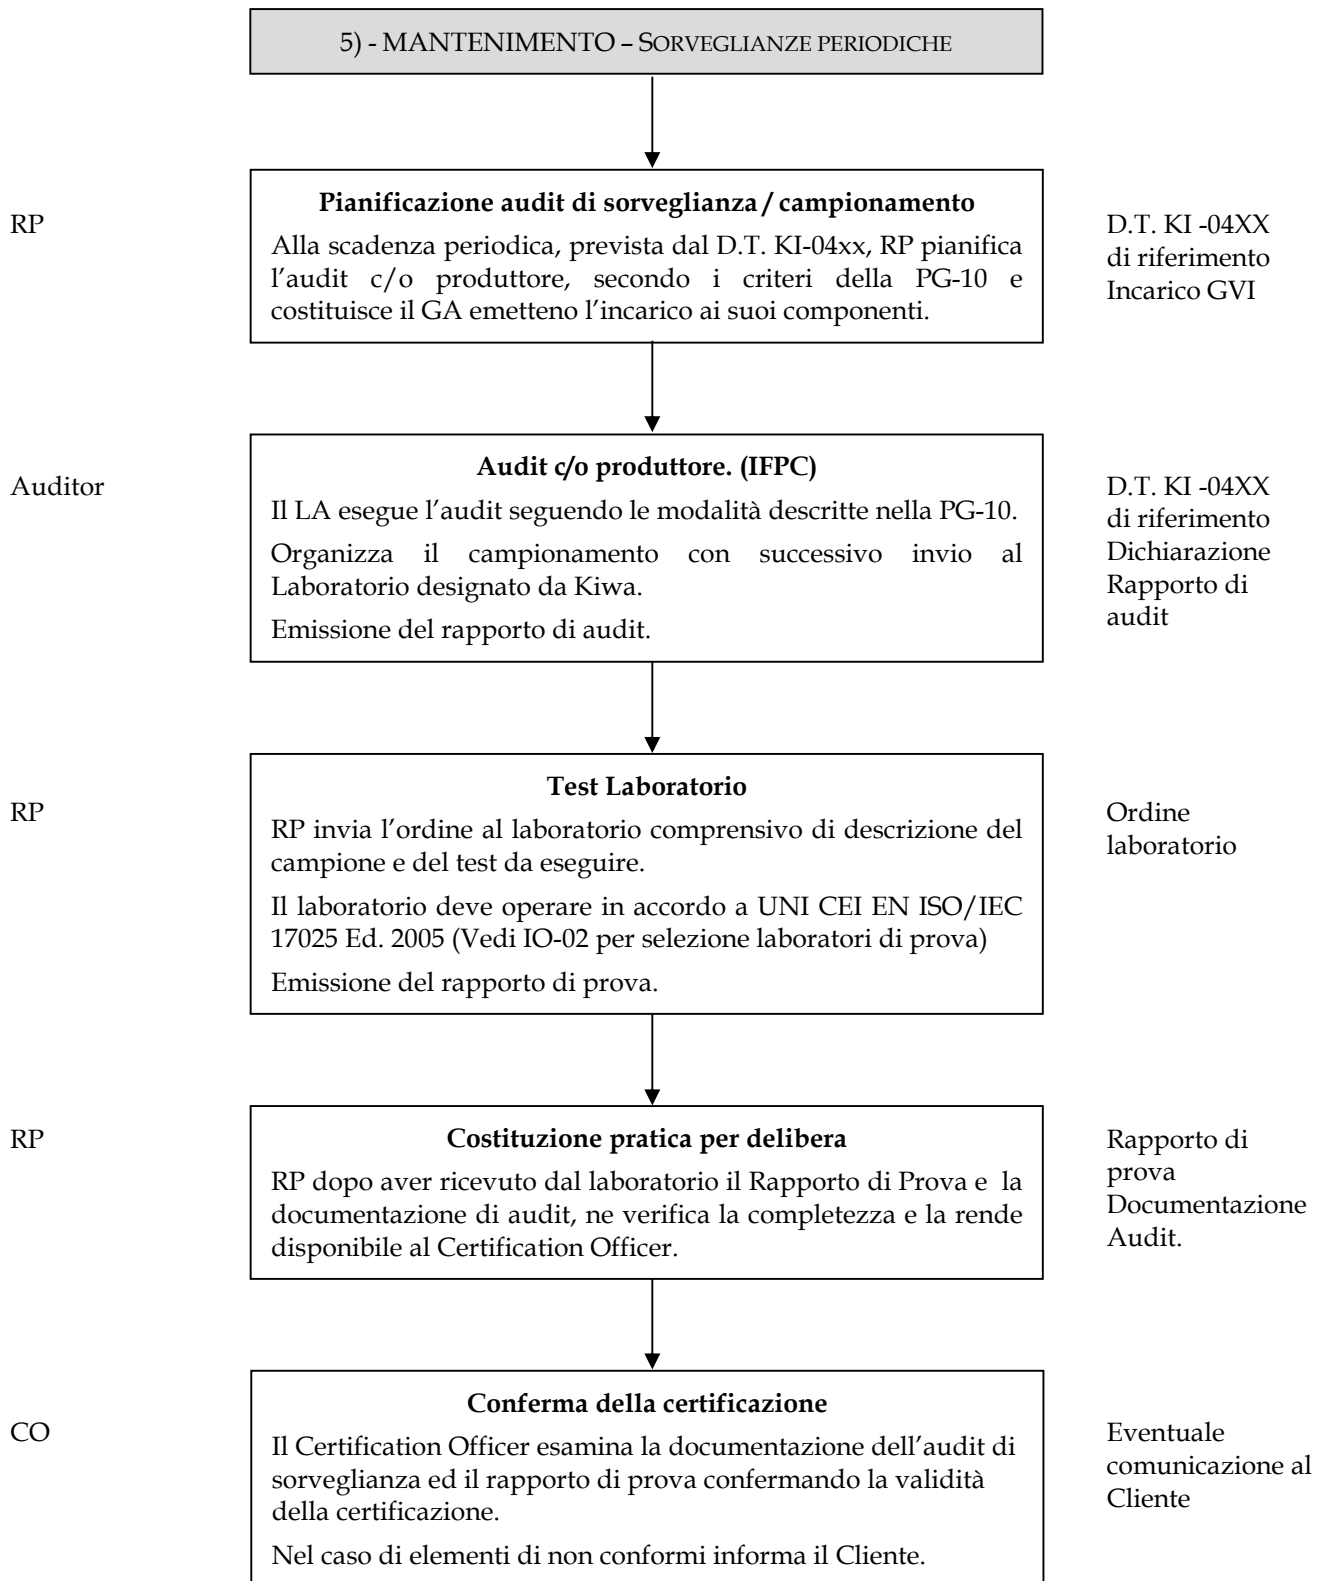 5) - MANTENIMENTO – SORVEGLIANZE PERIODICHE
RP
Pianificazione audit di sorveglianza / campionamento
Alla scadenza periodica, prevista dal D.T. KI-04xx, RP pianifica
l’audit c/o produttore, secondo i criteri della PG-10 e
costituisce il GA emetteno l’incarico ai suoi componenti.
D.T. KI -04XX
di riferimento
Incarico GVI
Auditor
Audit c/o produttore. (IFPC)
Il LA esegue l’audit seguendo le modalità descritte nella PG-10.
Organizza il campionamento con successivo invio al
Laboratorio designato da Kiwa.
Emissione del rapporto di audit.
D.T. KI -04XX
di riferimento
Dichiarazione
Rapporto di
audit
RP
Test Laboratorio
RP invia l’ordine al laboratorio comprensivo di descrizione del
campione e del test da eseguire.
Il laboratorio deve operare in accordo a UNI CEI EN ISO/IEC
17025 Ed. 2005 (Vedi IO-02 per selezione laboratori di prova)
Emissione del rapporto di prova.
Ordine
laboratorio
RP
Costituzione pratica per delibera
RP dopo aver ricevuto dal laboratorio il Rapporto di Prova e la
documentazione di audit, ne verifica la completezza e la rende
disponibile al Certification Officer.
Rapporto di
prova
Documentazione
Audit.
CO
Conferma della certificazione
Il Certification Officer esamina la documentazione dell’audit di
sorveglianza ed il rapporto di prova confermando la validità
della certificazione.
Nel caso di elementi di non conformi informa il Cliente.
Eventuale
comunicazione al
Cliente